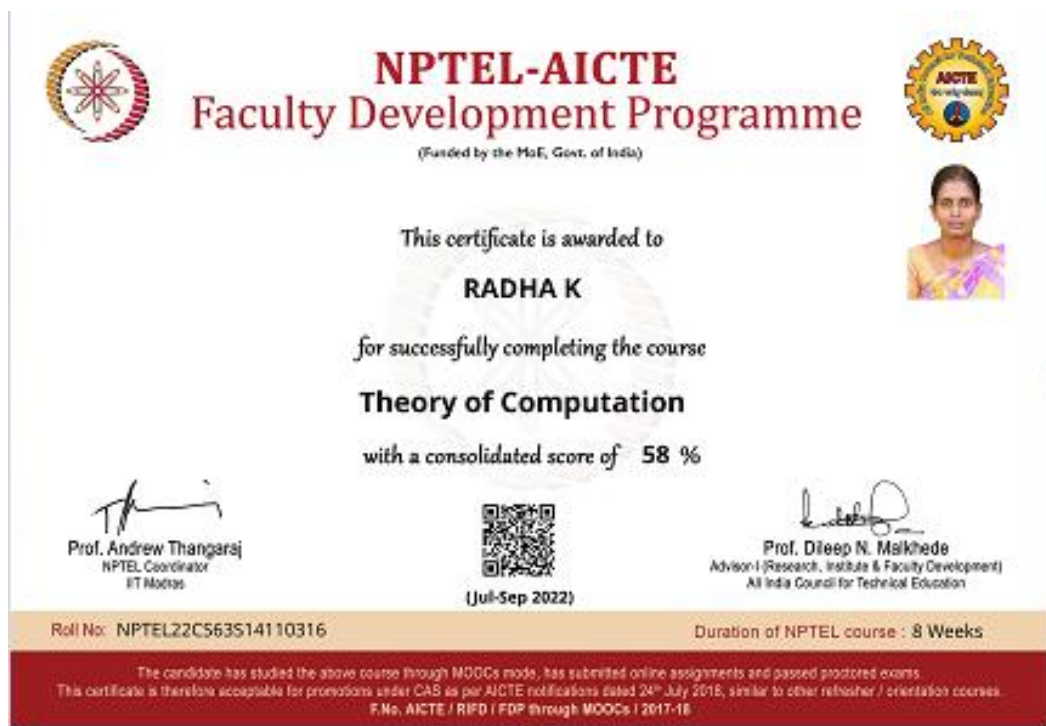 NPTEL-AICTE
AICTE
Faculty Development Programme
(Funded by the MoE, Govt. of India)
This certificate is awarded to
RADHA K
for successfully completing the course
Theory of Computation
with a consolidated score of 58 %
Prof. Andrew Thangaraj
NPTEL Coordinator
IIT Madras
Prof. Dileep N. Malkhede
Advisor-I (Research, Institute & Faculty Development)
All India Council for Technical Education
(Jul-Sep 2022)
Roll No: NPTEL22CS63S14110316
Duration of NPTEL course : 8 Weeks
The candidate has studied the above course through MOOCs mode, has submitted online assignments and passed proctored exams.
This certificate is therefore acceptable for promotions under CAS as per AICTE notifications dated 24th July 2018, similar to other refresher / orientation courses.
F.No. AICTE / RIFD / FDP through MOOCs / 2017-18